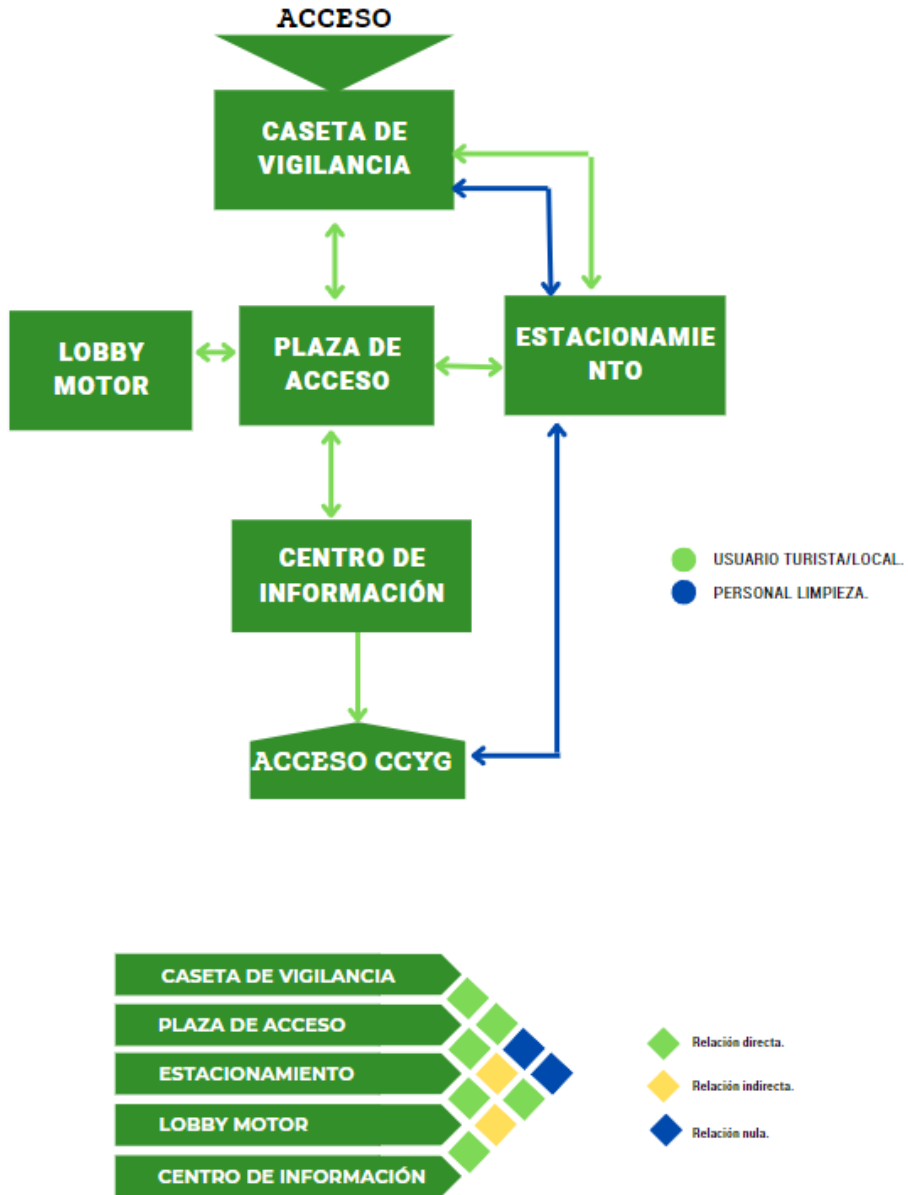 ACCESO
CASETA DE
VIGILANCIA
LOBBY
MOTOR
PLAZA DE
ACCESO
ESTACIONAMIE
NTO
CENTRO DE
INFORMACIÓN
USUARIO TURISTA/LOCAL.
PERSONAL LIMPIEZA.
ACCESO CCYG
CASETA DE VIGILANCIA
PLAZA DE ACCESO
ESTACIONAMIENTO
LOBBY MOTOR
CENTRO DE INFORMACIÓN
Relación directa.
Relación indirecta.
Relación nula.